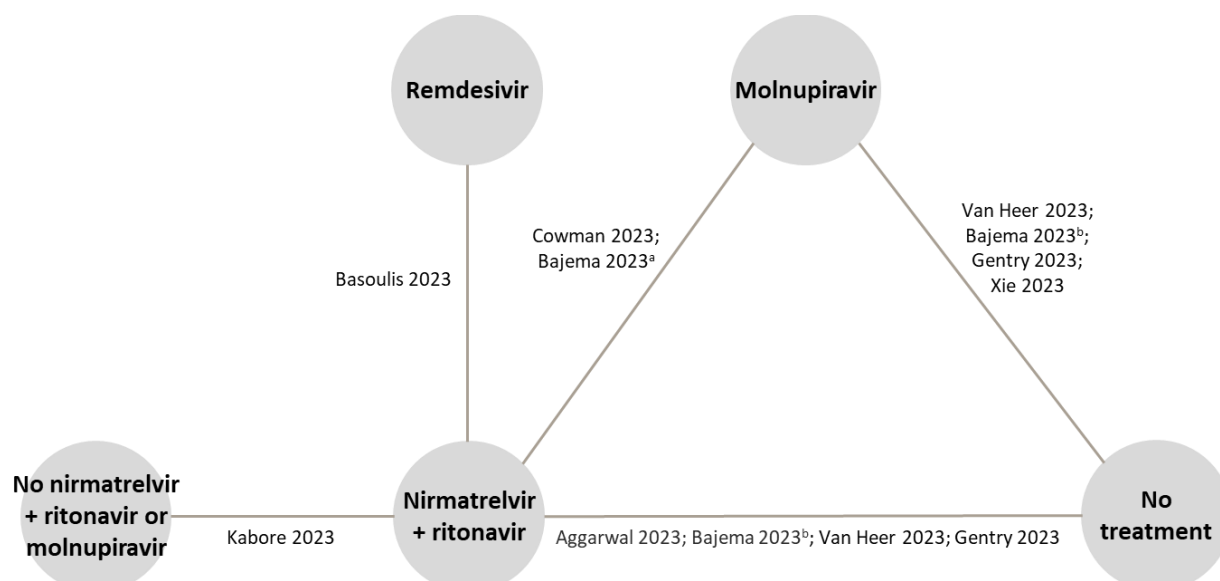 Remdesivir
Molnupiravir
Van Heer 2023;
Bajema 2023ᵇ;
Gentry 2023;
Xie 2023
Cowman 2023;
Bajema 2023ᵃ
Basoulis 2023
No nirmatrelvir
+ ritonavir or
molnupiravir
Kabore 2023
Nirmatrelvir
+ ritonavir
Aggarwal 2023; Bajema 2023ᵇ; Van Heer 2023; Gentry 2023
No
treatment